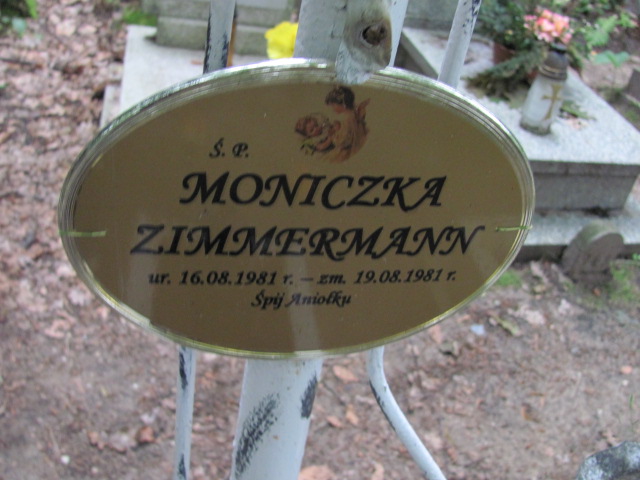 Ś. P.
MONICZKA
ZIMMERMANN
ur. 16.08.1981 r. – zm. 19.08.1981 r.
Śpij Aniołku